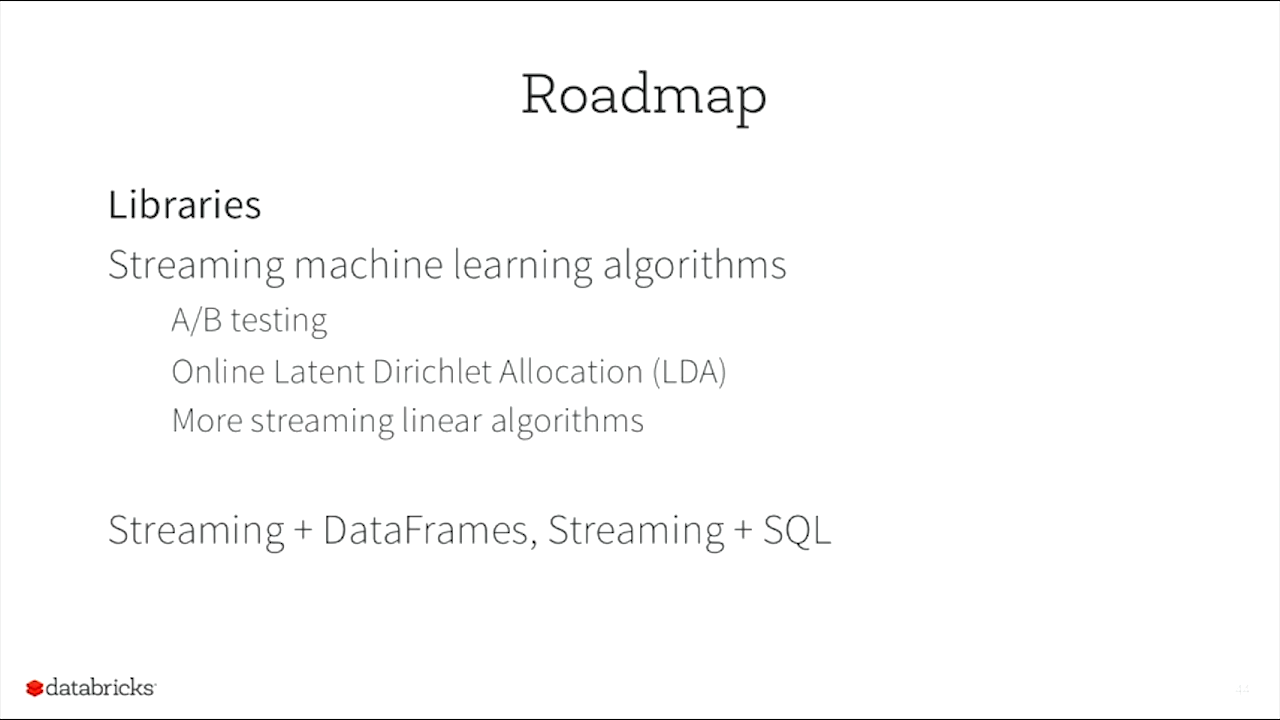 Roadmap
Libraries
Streaming machine learning algorithms
A/B testing
Online Latent Dirichlet Allocation (LDA)
More streaming linear algorithms
Streaming + DataFrames, Streaming + SQL
databricks